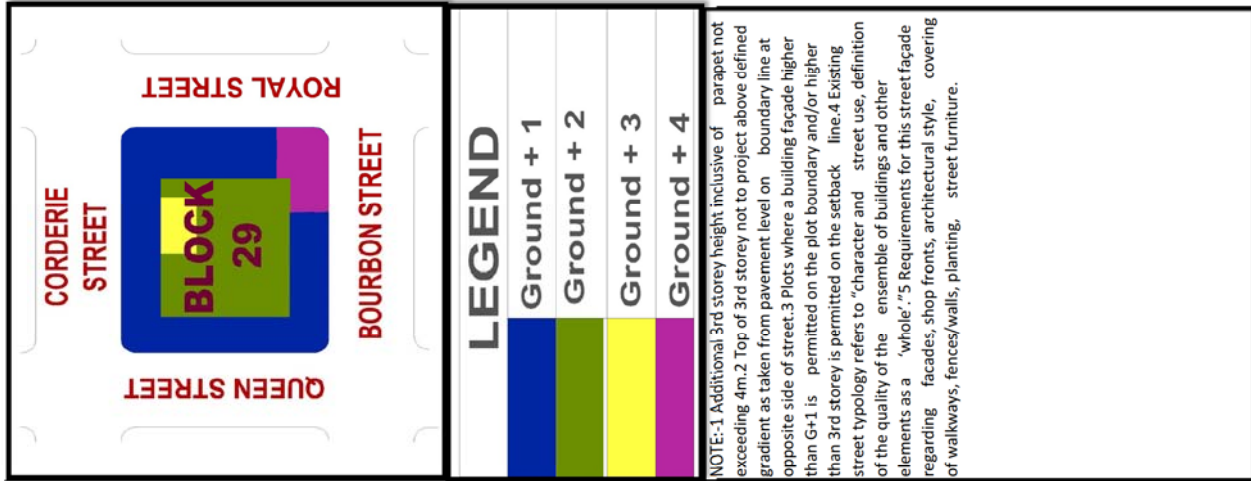 ROYAL STREET
CORDERIE
STREET
BLOCK
29
BOURBON STREET
QUEEN STREET
LEGEND
Ground + 1
Ground + 2
Ground + 3
Ground + 4
NOTE:-1 Additional 3rd storey height inclusive of parapet not
exceeding 4m.2 Top of 3rd storey not to project above defined
gradient as taken from pavement level on boundary line at
opposite side of street.3 Plots where a building façade higher
than G+1 is permitted on the plot boundary and/or higher
than 3rd storey is permitted on the setback line.4 Existing
street typology refers to “character and street use, definition
of the quality of the ensemble of buildings and other
elements as a ‘whole’.”5 Requirements for this street façade
regarding facades, shop fronts, architectural style, covering
of walkways, fences/walls, planting, street furniture.